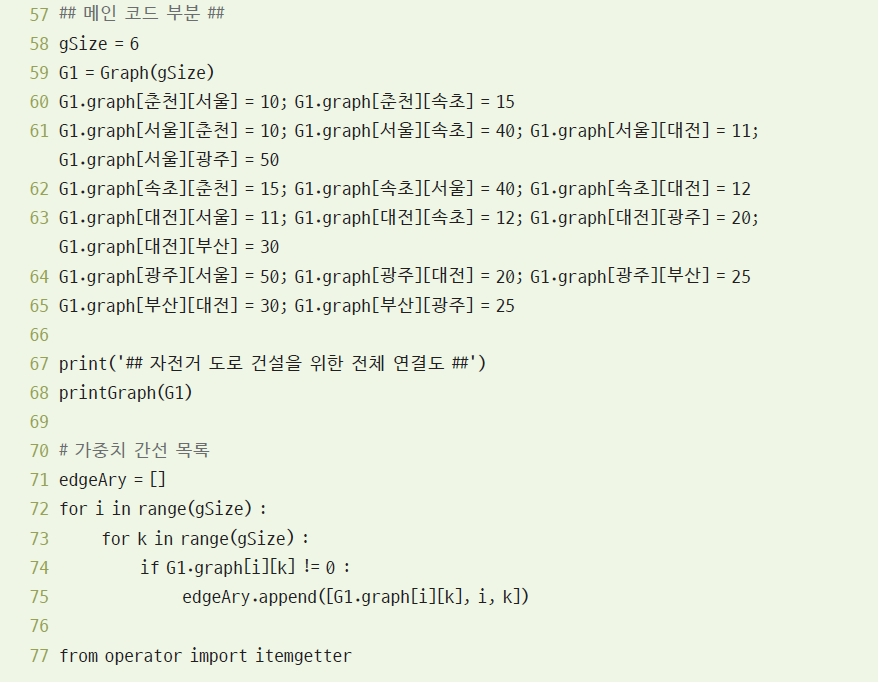 57 ## 메인 코드 부분 ##
58 gSize = 6
59 G1 = Graph(gSize)
60 G1.graph[춘천][서울] = 10; G1.graph[춘천][속초] = 15
61 G1.graph[서울][춘천] = 10; G1.graph[서울][속초] = 40; G1.graph[서울][대전] = 11;
G1.graph[서울][광주] = 50
62 G1.graph[속초][춘천] = 15; G1.graph[속초][서울] = 40; G1.graph[속초][대전] = 12
63 G1.graph[대전][서울] = 11; G1.graph[대전][속초] = 12; G1.graph[대전][광주] = 20;
G1.graph[대전][부산] = 30
64 G1.graph[광주][서울] = 50; G1.graph[광주][대전] = 20; G1.graph[광주][부산] = 25
65 G1.graph[부산][대전] = 30; G1.graph[부산][광주] = 25
66
67 print('## 자전거 도로 건설을 위한 전체 연결도 ##')
68 printGraph(G1)
69
70 # 가중치 간선 목록
71 edgeAry = []
72 for i in range(gSize) :
73     for k in range(gSize) :
74         if G1.graph[i][k] != 0 :
75             edgeAry.append([G1.graph[i][k], i, k])
76
77 from operator import itemgetter